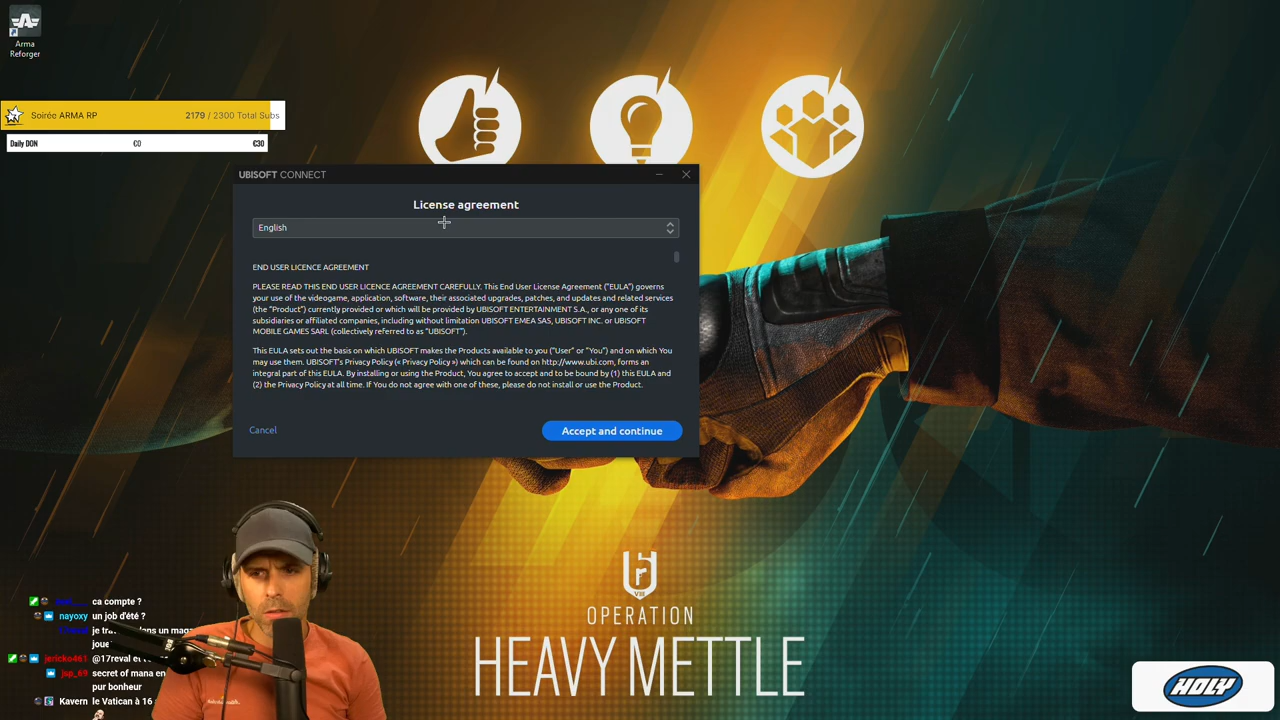 Arma
Reforger
Soirée ARMA RP 2179 / 2300 Total Subs
Daily DON €0 €30
UBISOFT CONNECT
License agreement
English
END USER LICENCE AGREEMENT
PLEASE READ THIS END USER LICENCE AGREEMENT CAREFULLY. This End User License Agreement ("EULA") governs
your use of the videogame, application, software, their associated upgrades, patches, and updates and related services
(the "Product") currently provided or which will be provided by UBISOFT ENTERTAINMENT S.A., or any one of its
subsidiaries or affiliated companies, including without limitation UBISOFT EMEA SAS, UBISOFT INC. or UBISOFT
MOBILE GAMES SARL (collectively referred to as "UBISOFT").
This EULA sets out the basis on which UBISOFT makes the Products available to you ("User" or "You") and on which You
may use them. UBISOFT's Privacy Policy (« Privacy Policy ») which can be found on http://www.ubi.com, forms an
integral part of this EULA. By installing or using the Product, You agree to accept and to be bound by (1) this EULA and
(2) the Privacy Policy at all time. If You do not agree with one of these, please do not install or use the Product.
Cancel
Accept and continue
ca compte ?
nayoxy un job d'été ?
dans un
joue
jericko461 @17reval et
jsp_69 secret of mana en
pur bonheur
Kavern le Vatican à 16
VIII
OPERATION
HEAVY METTLE
HOLY